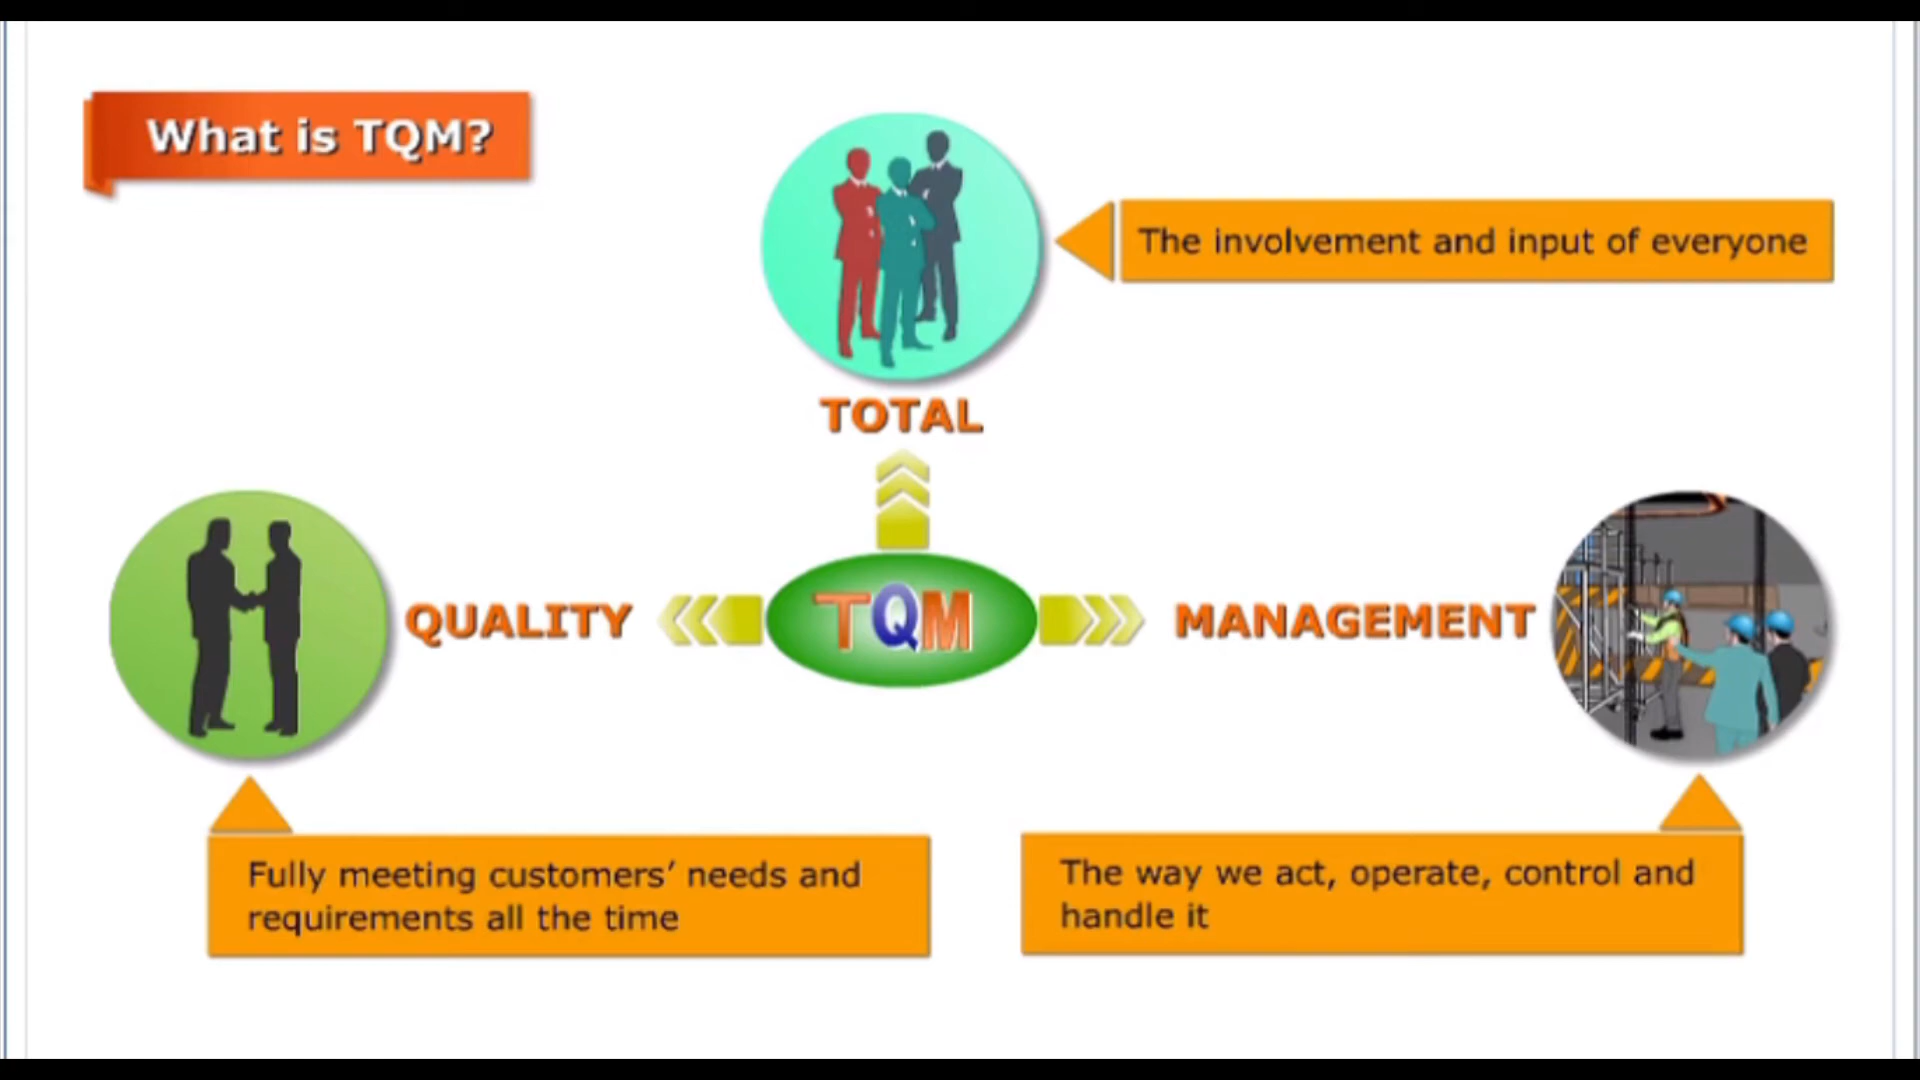 What is TQM?
The involvement and input of everyone
TOTAL
QUALITY
TQM
MANAGEMENT
Fully meeting customers’ needs and
requirements all the time
The way we act, operate, control and
handle it